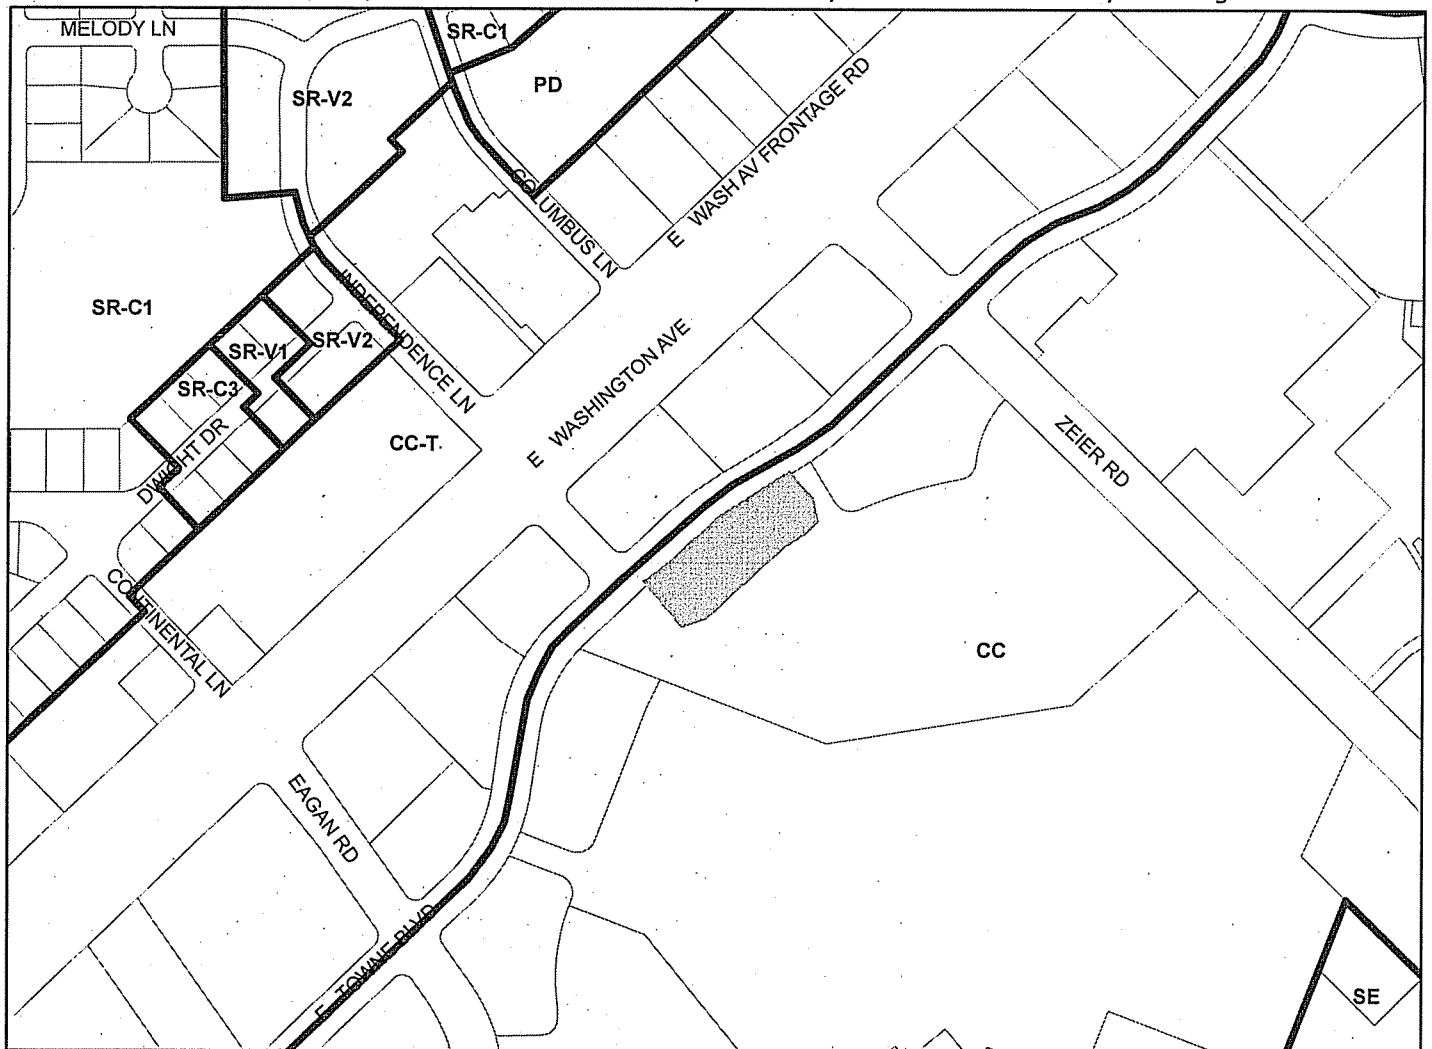 MELODY LN
SR-C1
SR-V2
PD
E WASH AV FRONTAGE RD
COLUMBUS LN
SR-C1
INDEPENDENCE LN
SR-V1
SR-V2
SR-C3
E WASHINGTON AVE
DWIGHT DR
CC-T
ZEIER RD
CONTINENTAL LN
CC
EAGAN RD
E TOWNE BLVD
SE